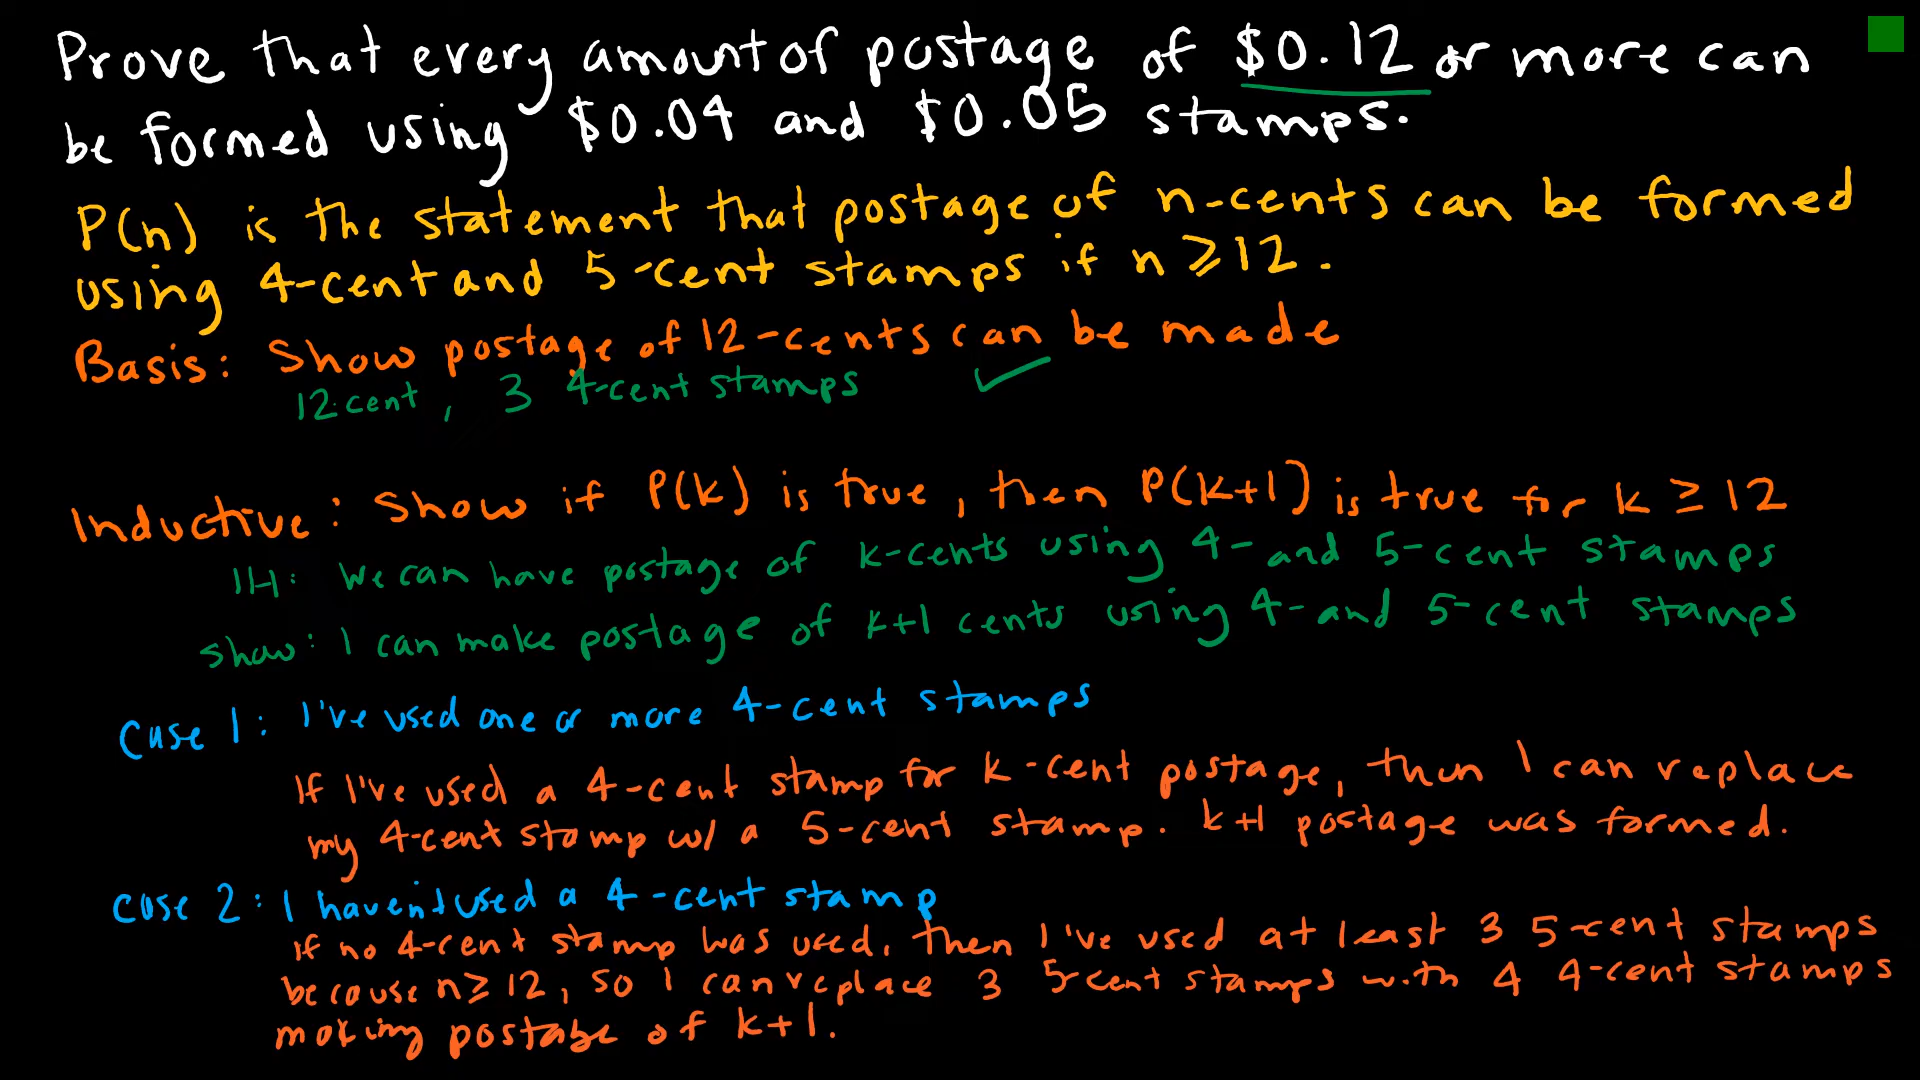 Prove that every amount of postage of $0.12 or more can
be formed using $0.04 and $0.05 stamps.
P(n) is the statement that postage of n-cents can be formed
using 4-cent and 5-cent stamps if n ≥ 12.
Basis: Show postage of 12-cents can be made
12 cent, 3 4-cent stamps ✓
Inductive: Show if P(k) is true, then P(k+1) is true for k ≥ 12
IH: We can have postage of k-cents using 4- and 5-cent stamps
show: I can make postage of k+1 cents using 4- and 5-cent stamps
Case 1: I've used one or more 4-cent stamps
If I've used a 4-cent stamp for k-cent postage, then I can replace
my 4-cent stamp w/ a 5-cent stamp. k+1 postage was formed.
Case 2: I haven't used a 4-cent stamp
If no 4-cent stamp was used, then I've used at least 3 5-cent stamps
because n ≥ 12, so I can replace 3 5-cent stamps with 4 4-cent stamps
making postage of k+1.